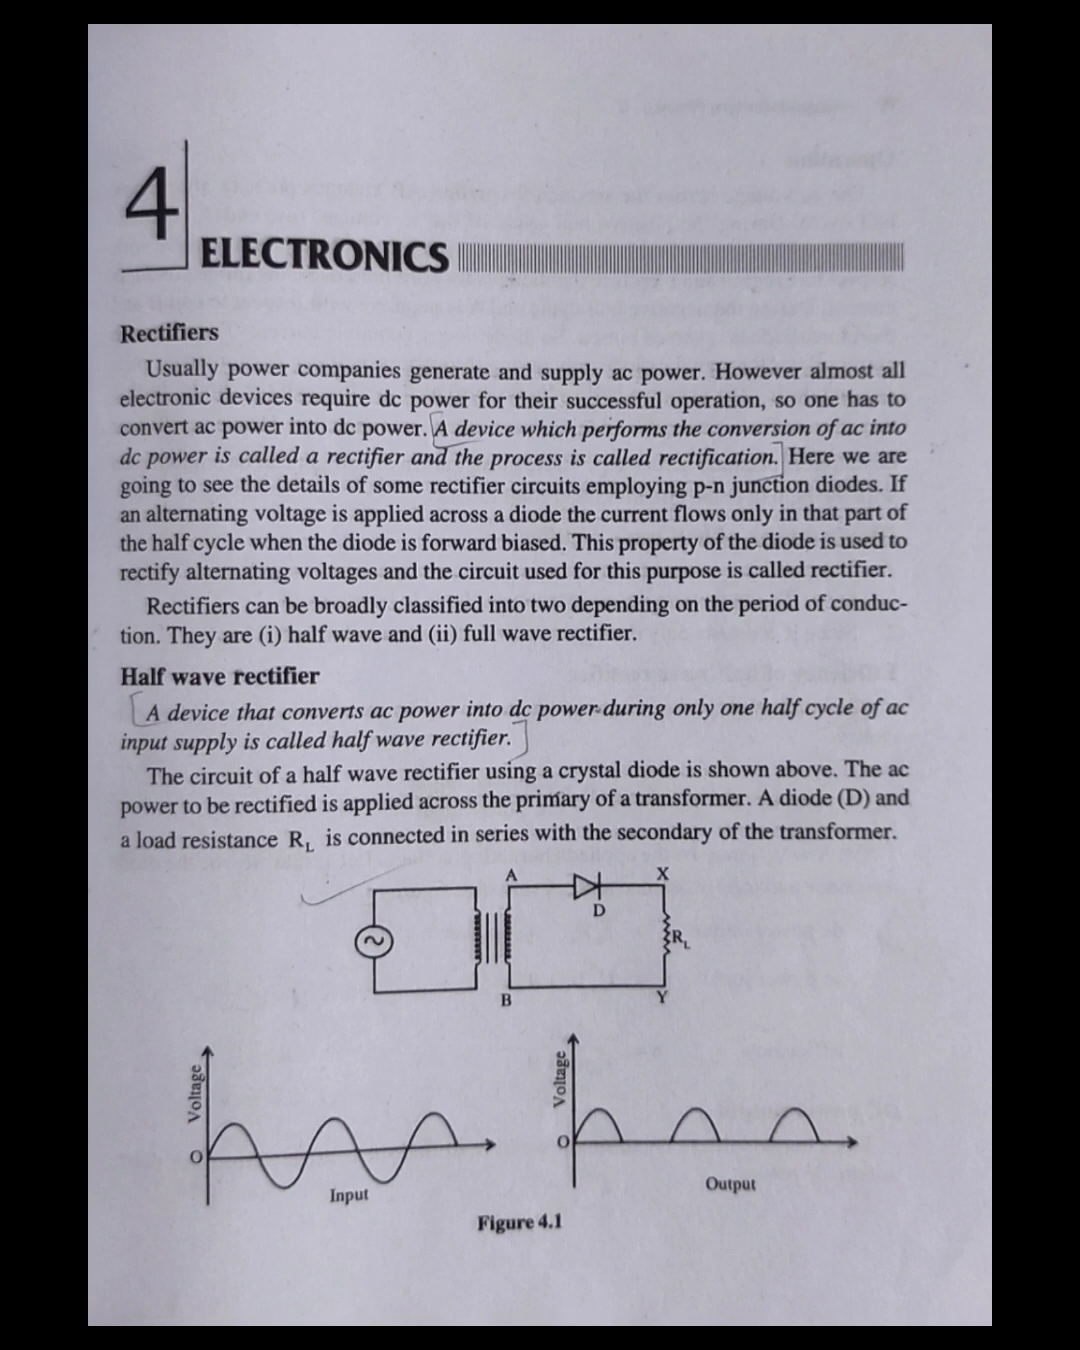 4
ELECTRONICS
Rectifiers
Usually power companies generate and supply ac power. However almost all
electronic devices require dc power for their successful operation, so one has to
convert ac power into dc power. A device which performs the conversion of ac into
dc power is called a rectifier and the process is called rectification. Here we are
going to see the details of some rectifier circuits employing p-n junction diodes. If
an alternating voltage is applied across a diode the current flows only in that part of
the half cycle when the diode is forward biased. This property of the diode is used to
rectify alternating voltages and the circuit used for this purpose is called rectifier.
Rectifiers can be broadly classified into two depending on the period of conduc-
tion. They are (i) half wave and (ii) full wave rectifier.
Half wave rectifier
A device that converts ac power into dc power during only one half cycle of ac
input supply is called half wave rectifier.
The circuit of a half wave rectifier using a crystal diode is shown above. The ac
power to be rectified is applied across the primary of a transformer. A diode (D) and
a load resistance R_L is connected in series with the secondary of the transformer.
A
X
D
R_L
B
Y
Voltage
O
Input
Voltage
O
Output
Figure 4.1